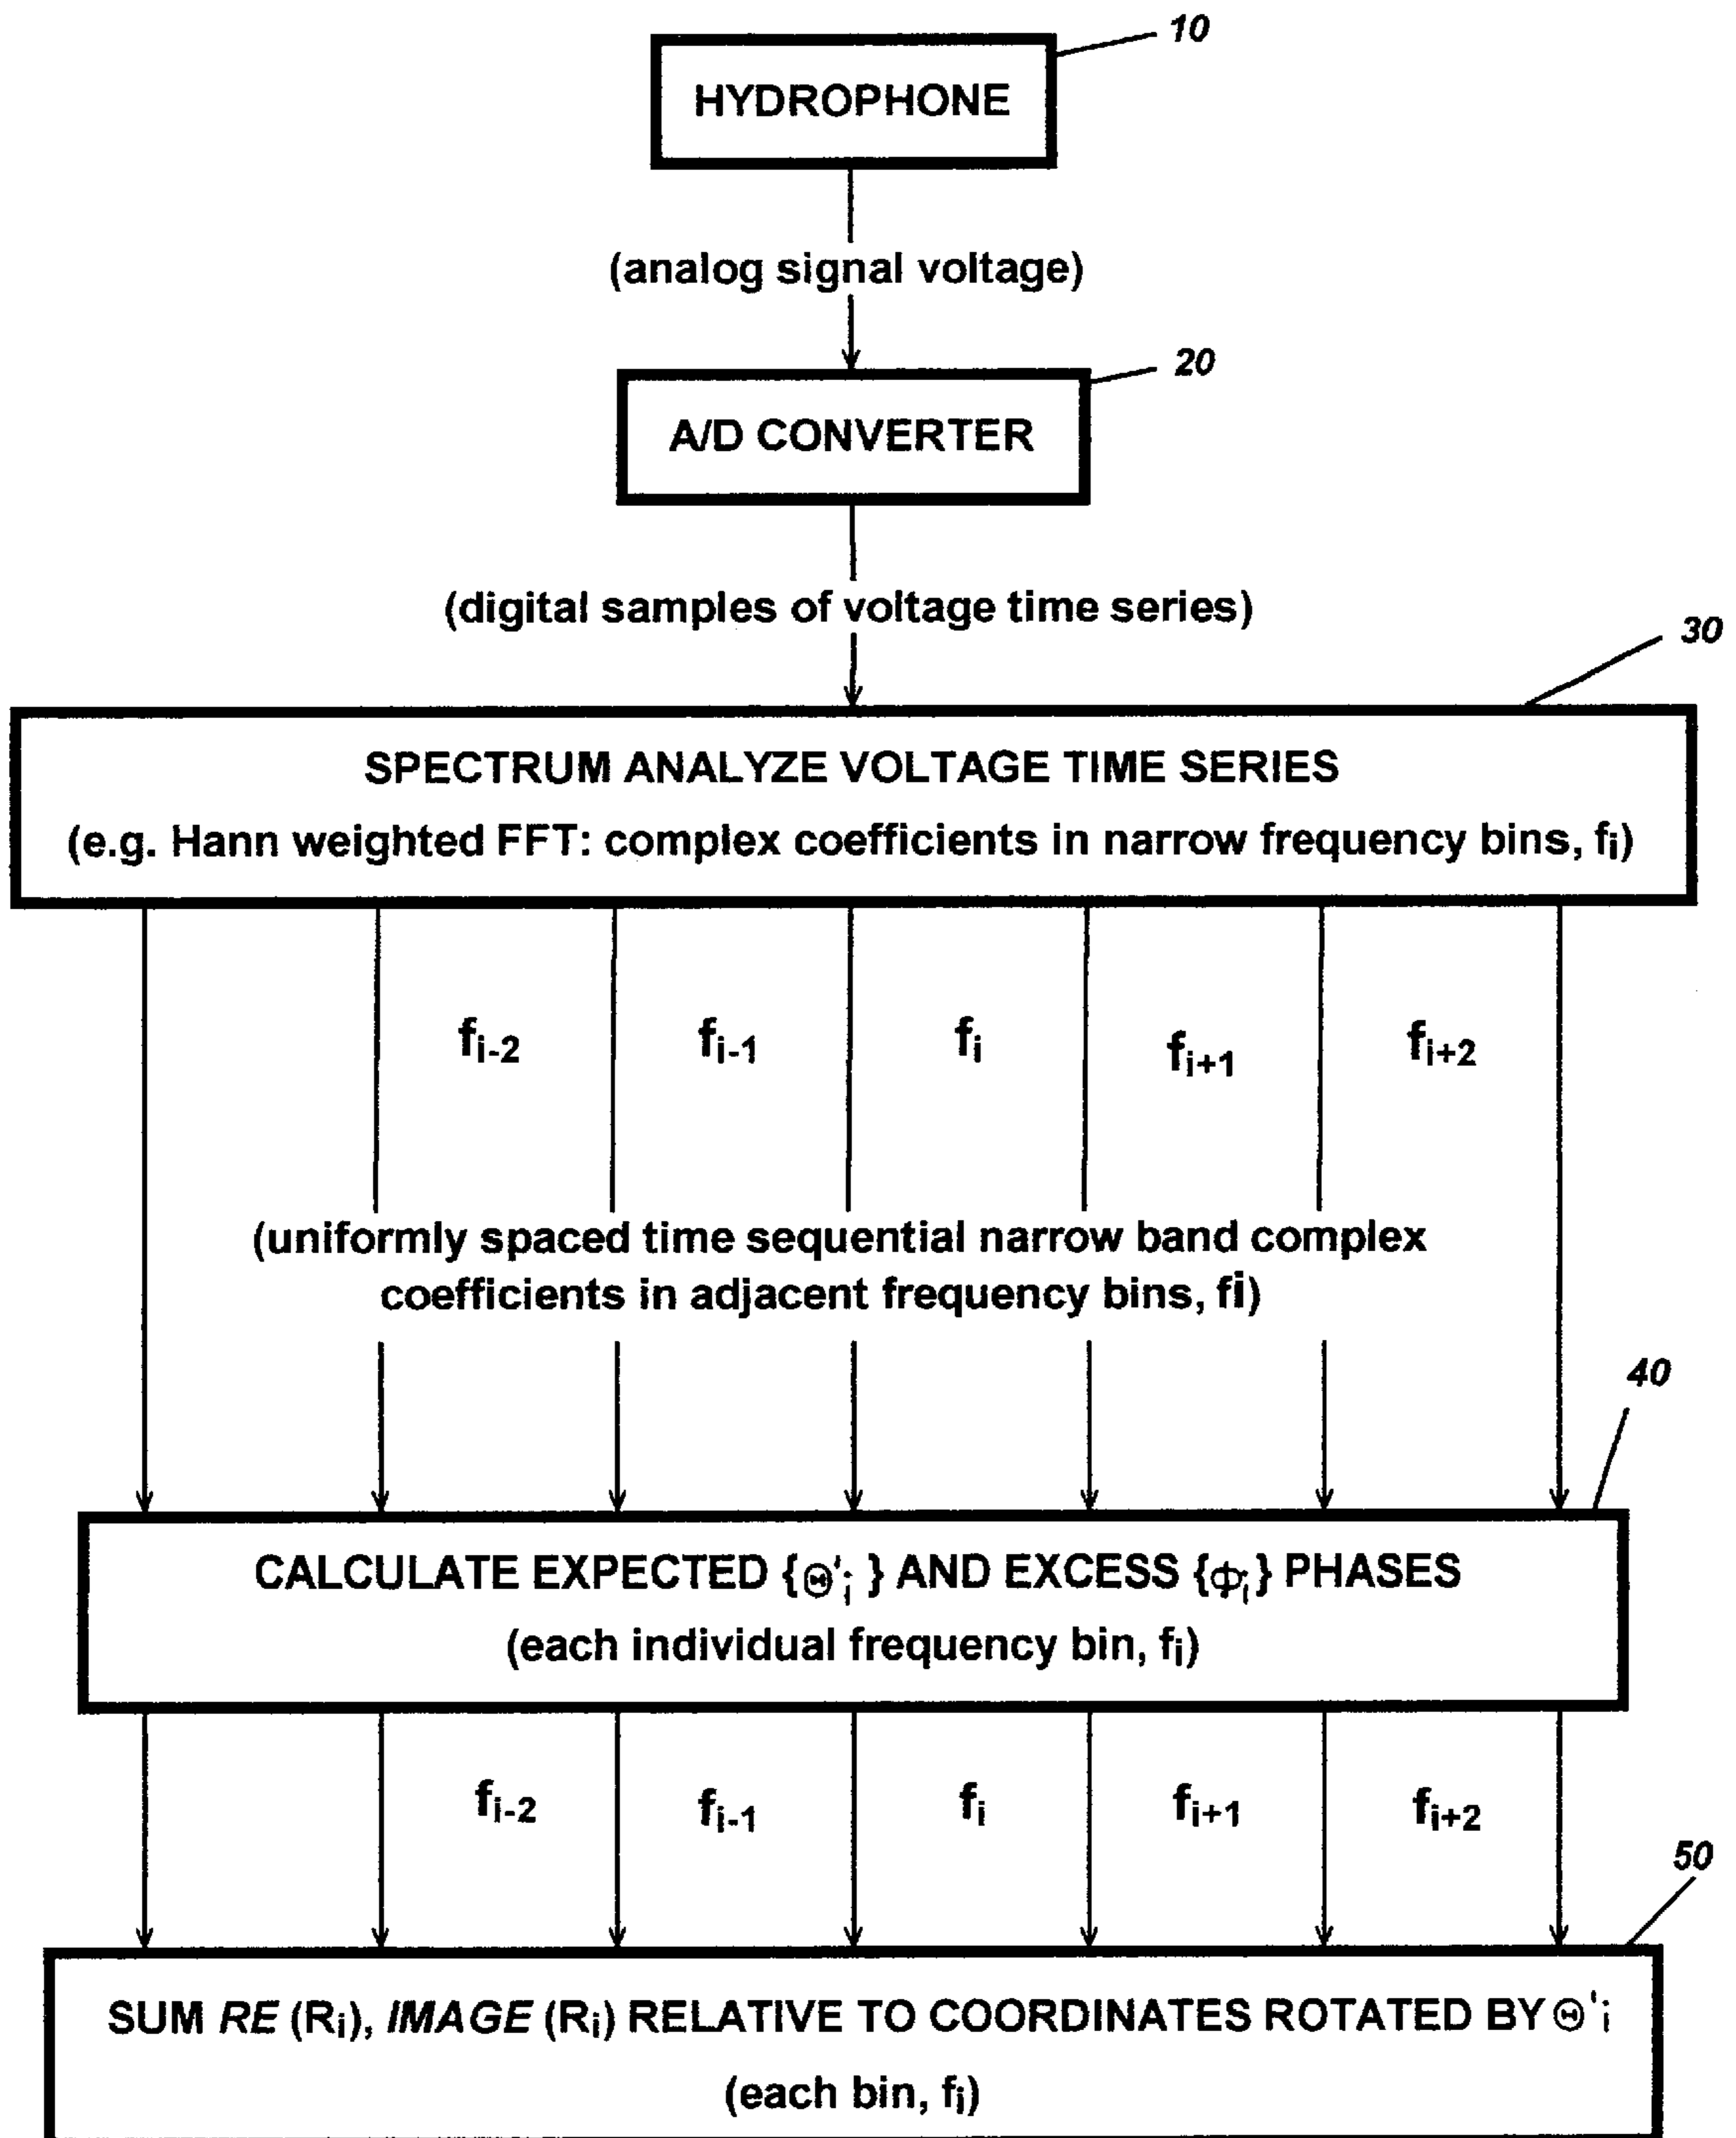 10
HYDROPHONE
(analog signal voltage)
20
A/D CONVERTER
(digital samples of voltage time series)
30
SPECTRUM ANALYZE VOLTAGE TIME SERIES
(e.g. Hann weighted FFT: complex coefficients in narrow frequency bins, fi)
fi-2 fi-1 fi fi+1 fi+2
(uniformly spaced time sequential narrow band complex
coefficients in adjacent frequency bins, fi)
40
CALCULATE EXPECTED {Θ'i } AND EXCESS {Φi} PHASES
(each individual frequency bin, fi)
fi-2 fi-1 fi fi+1 fi+2
50
SUM RE (Ri), IMAGE (Ri) RELATIVE TO COORDINATES ROTATED BY Θ'i
(each bin, fi)